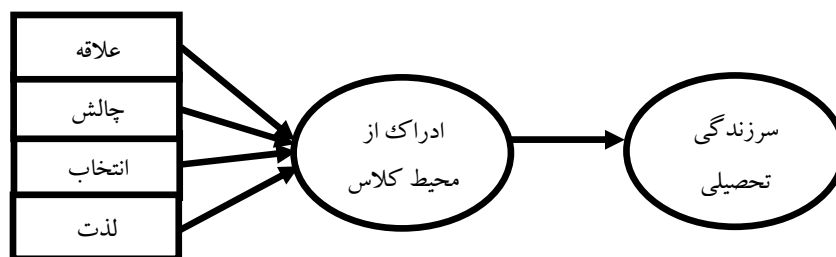 علاقه
چالش
انتخاب
لذت
ادراک از
محیط کلاس
سرزندگی
تحصیلی